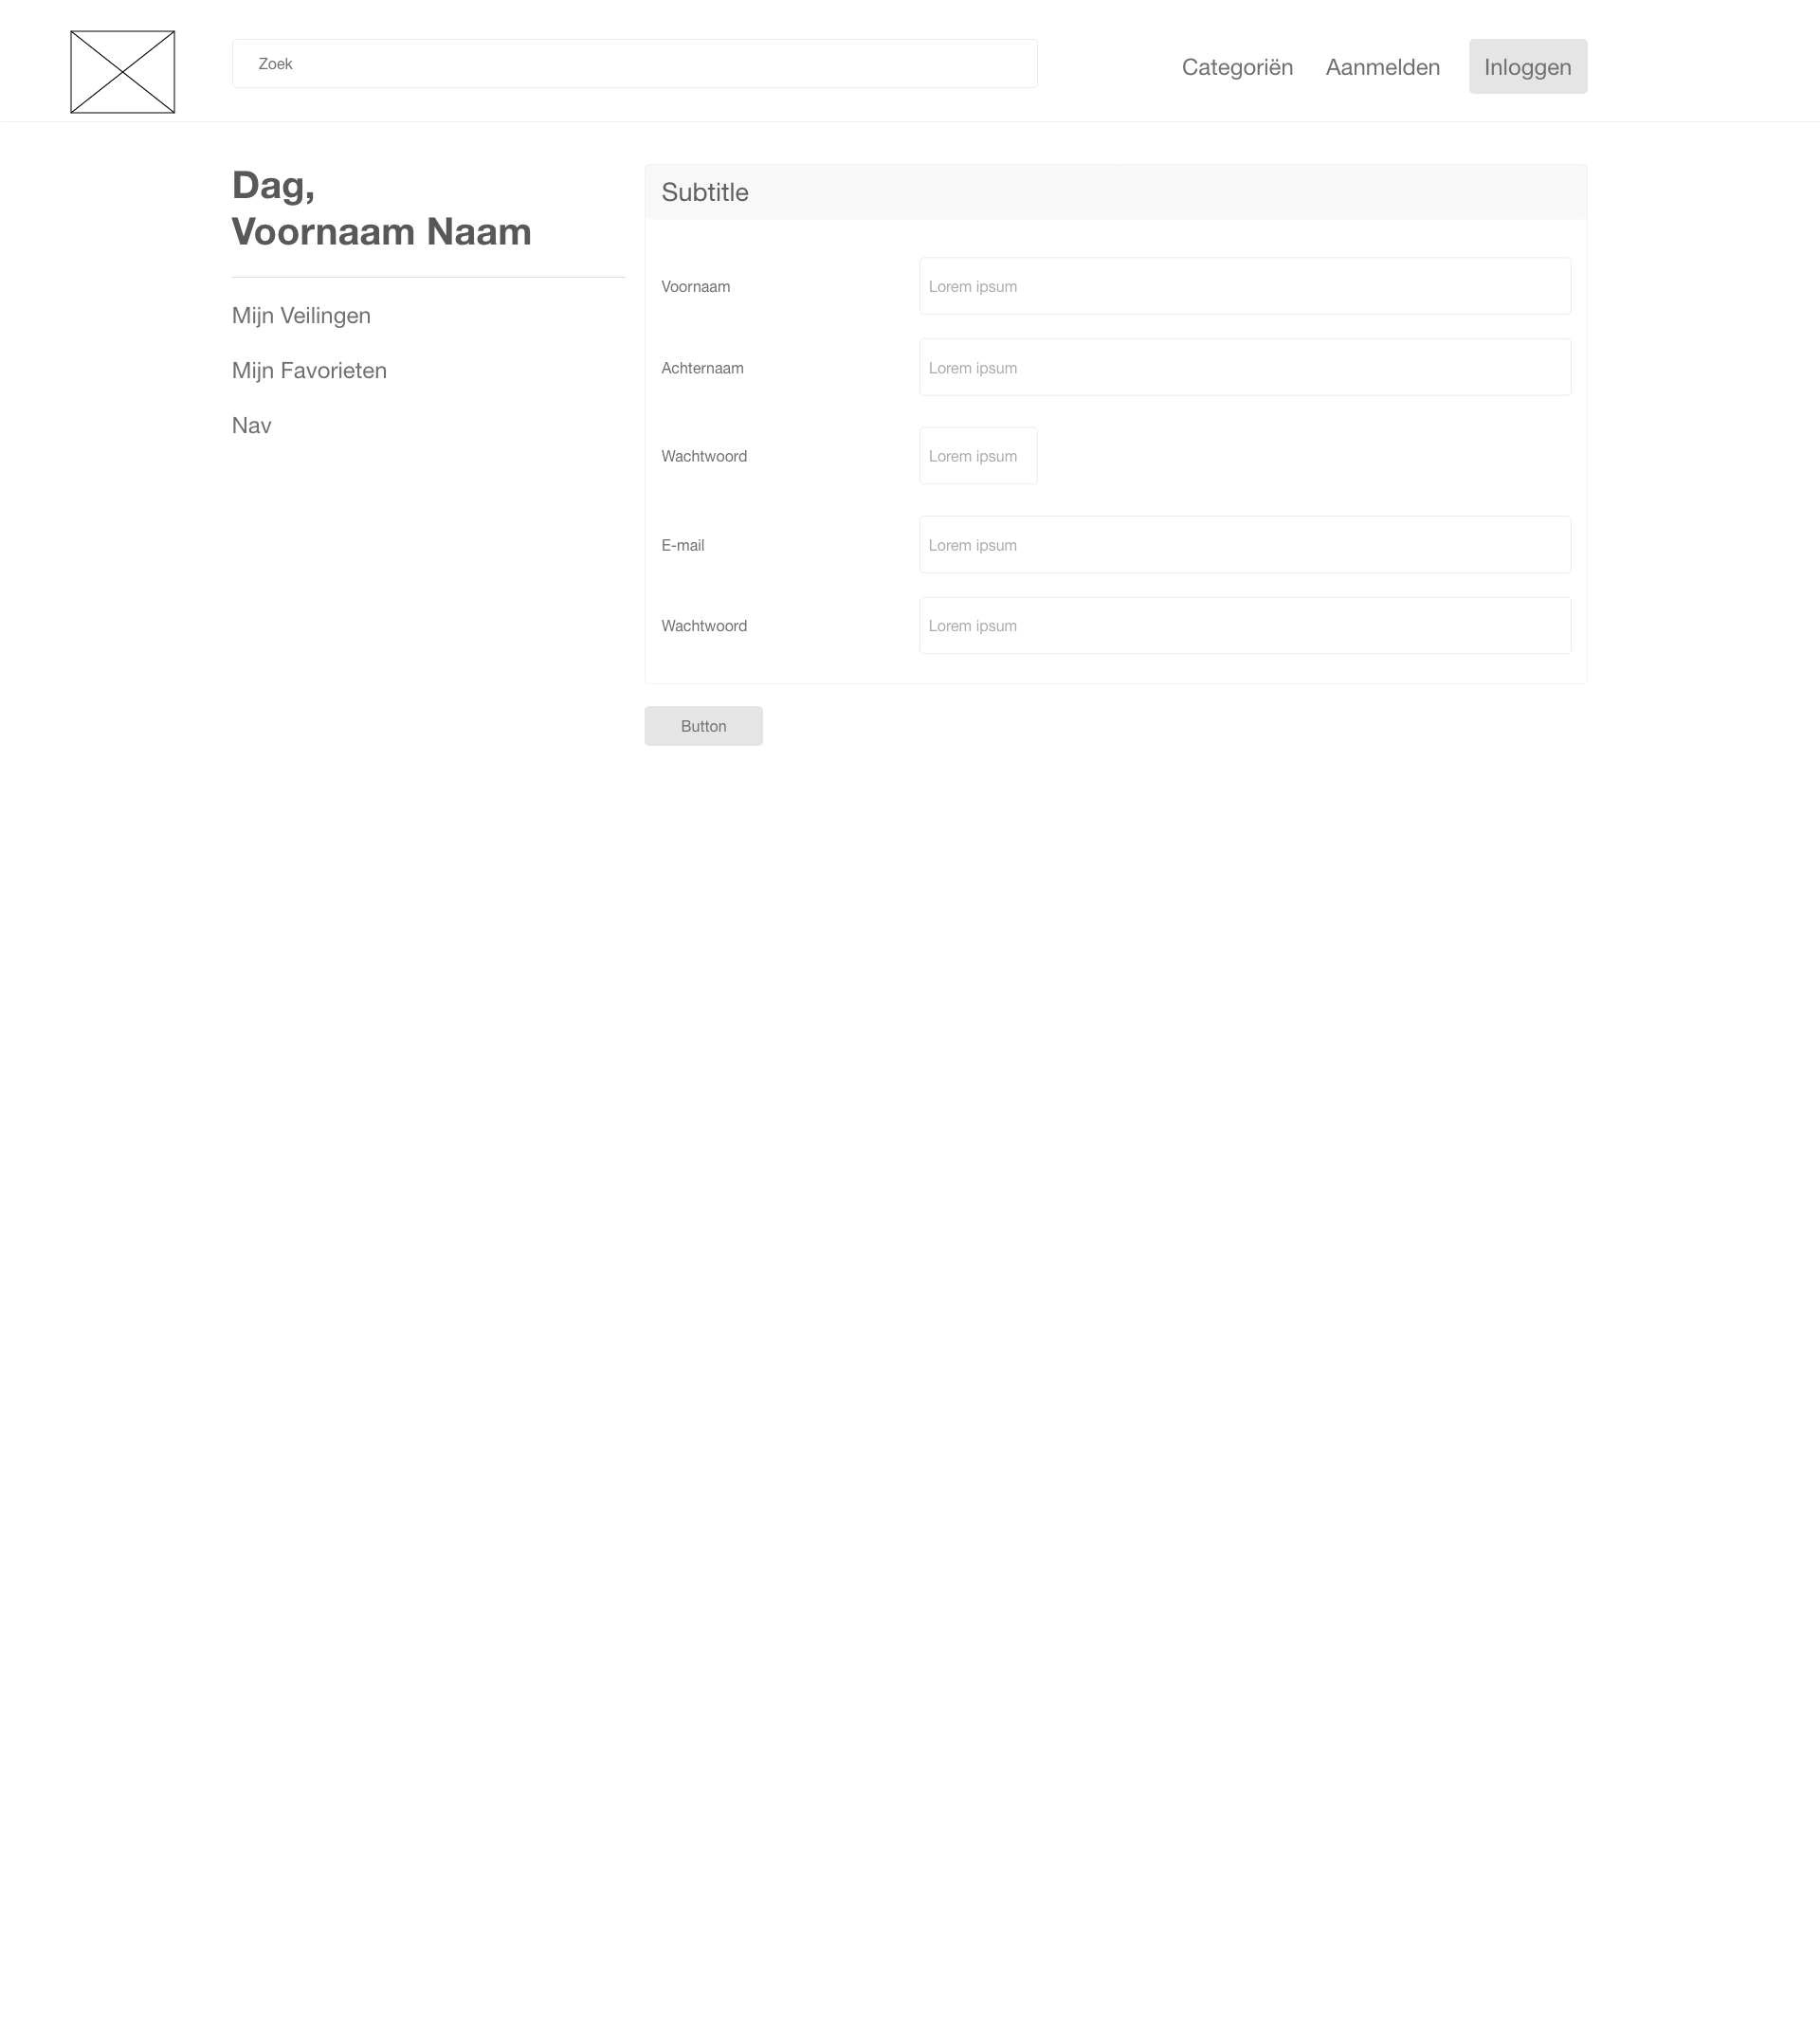 Zoek
Categoriën
Aanmelden
Inloggen
Dag,
Voornaam Naam
Mijn Veilingen
Mijn Favorieten
Nav
Subtitle
Voornaam
Lorem ipsum
Achternaam
Lorem ipsum
Wachtwoord
Lorem ipsum
E-mail
Lorem ipsum
Wachtwoord
Lorem ipsum
Button